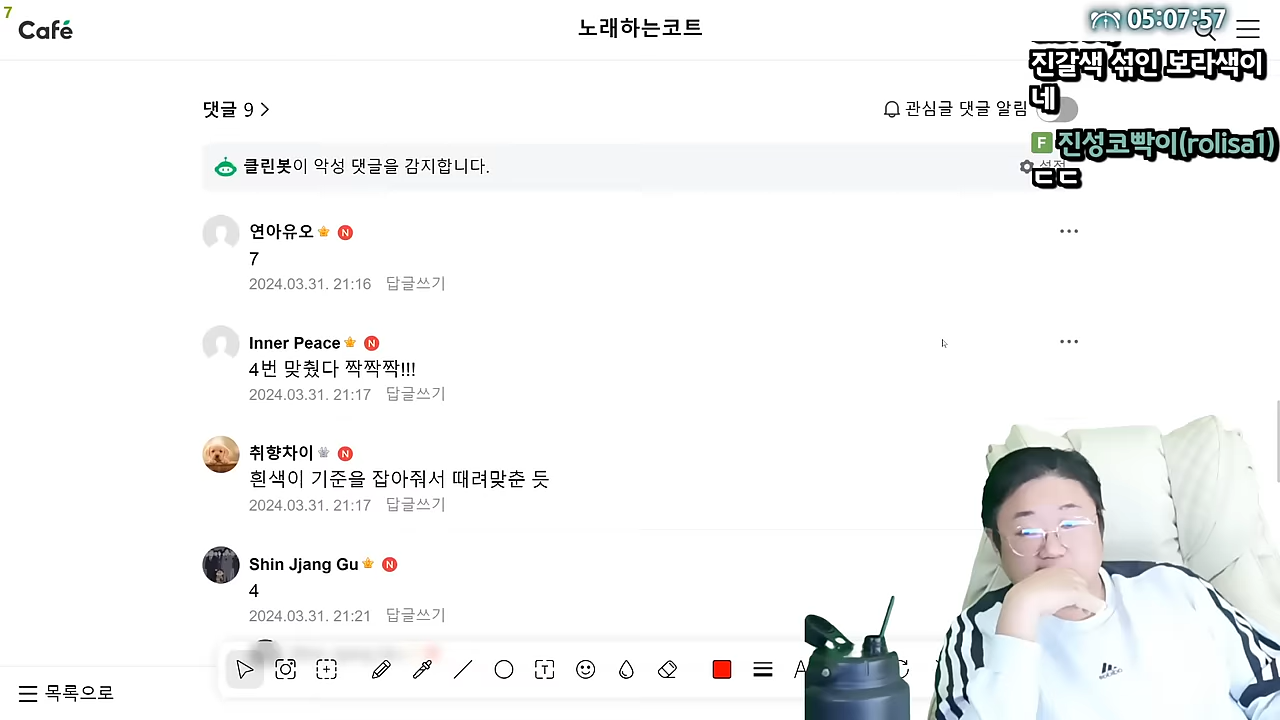 7
Café
노래하는코트
05:07:57
진갈색 섞인 보라색이
네
댓글 9
관심글 댓글 알림
F 진성코빡이(rolisa1)
ㄷㄷ
클린봇이 악성 댓글을 감지합니다.
설정
연아유오 N
7
2024.03.31. 21:16 답글쓰기
Inner Peace N
4번 맞췄다 짝짝짝!!!
2024.03.31. 21:17 답글쓰기
취향차이 N
흰색이 기준을 잡아줘서 때려맞춘 듯
2024.03.31. 21:17 답글쓰기
Shin Jjang Gu N
4
2024.03.31. 21:21 답글쓰기
T
A
목록으로